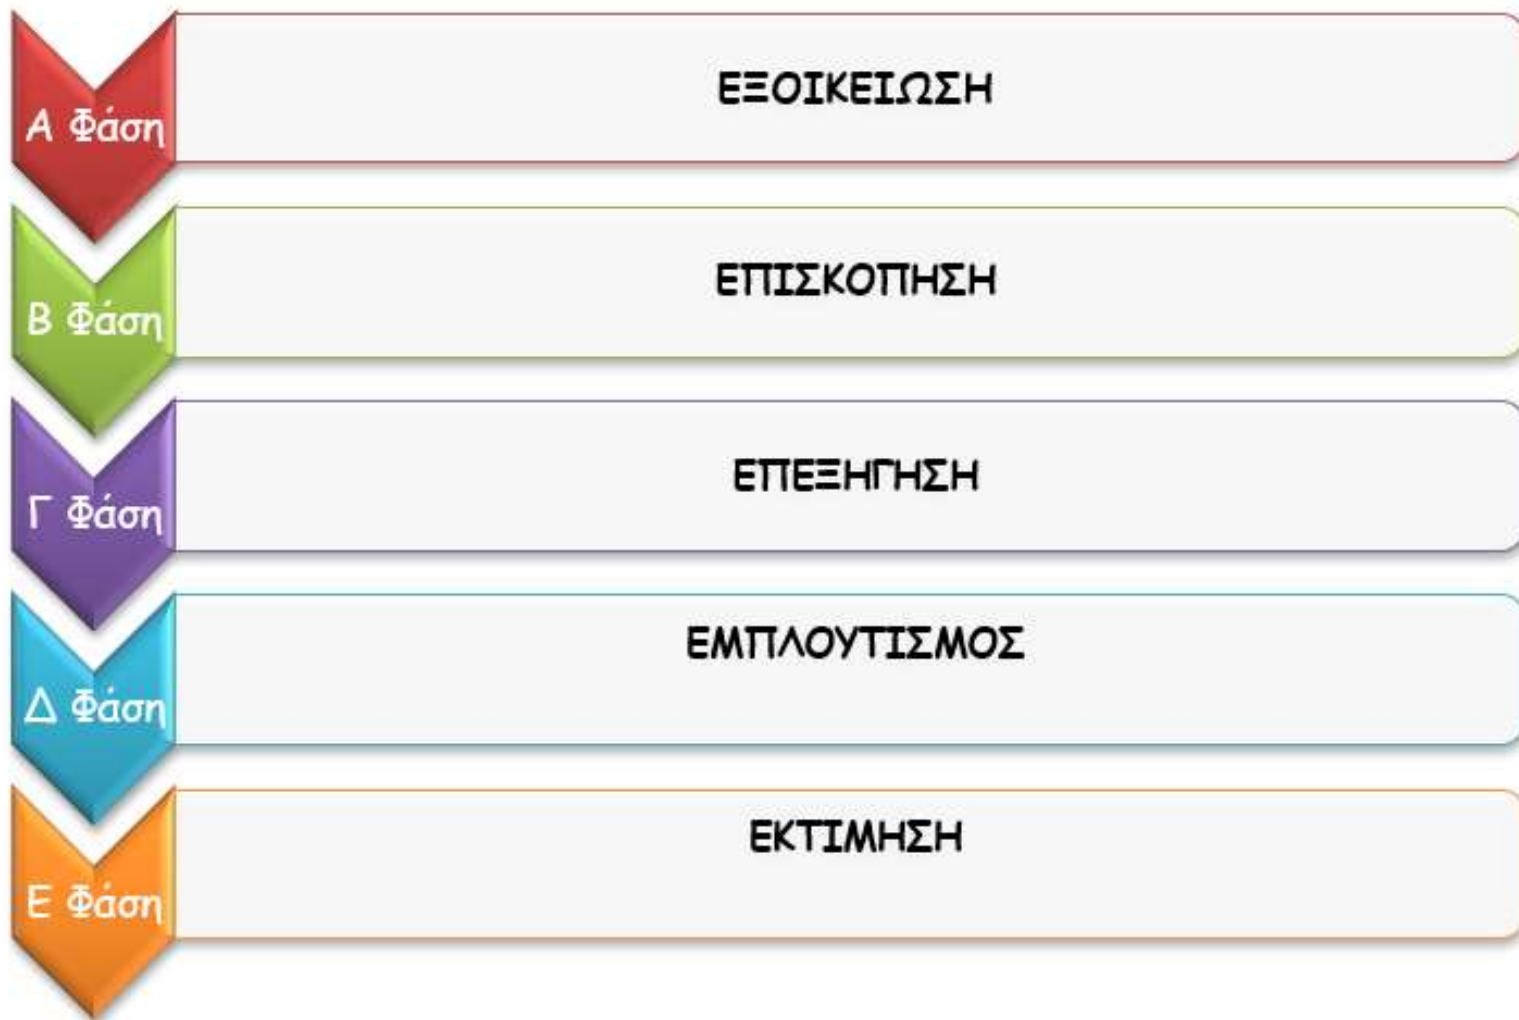 Α Φάση
ΕΞΟΙΚΕΙΩΣΗ
Β Φάση
ΕΠΙΣΚΟΠΗΣΗ
Γ Φάση
ΕΠΕΞΗΓΗΣΗ
Δ Φάση
ΕΜΠΛΟΥΤΙΣΜΟΣ
Ε Φάση
ΕΚΤΙΜΗΣΗ